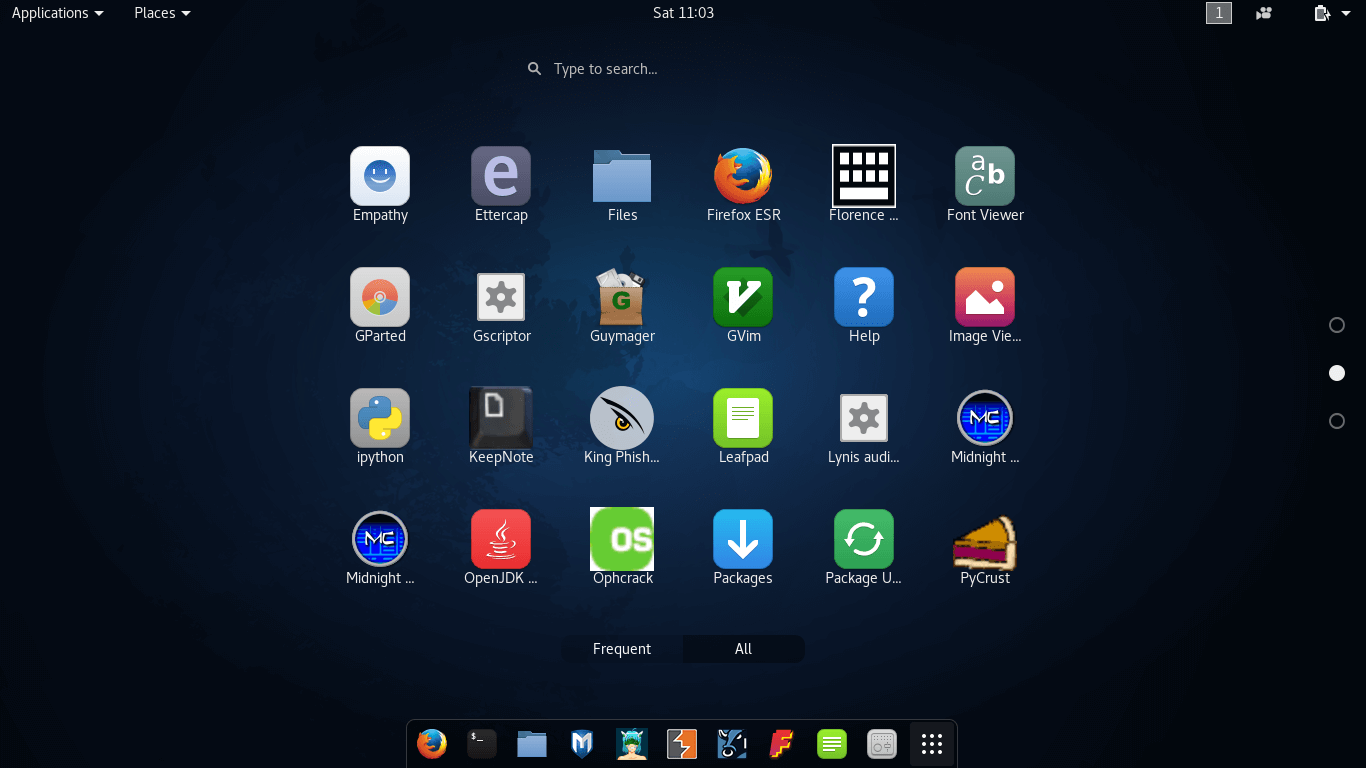 Applications Places Sat 11:03 1
Type to search...
Empathy Ettercap Files Firefox ESR Florence ... Font Viewer
GParted Gscriptor Guymager GVim Help Image Vie...
ipython KeepNote King Phish... Leafpad Lynis audi... Midnight ...
Midnight ... OpenJDK ... Ophcrack Packages Package U... PyCrust
Frequent All